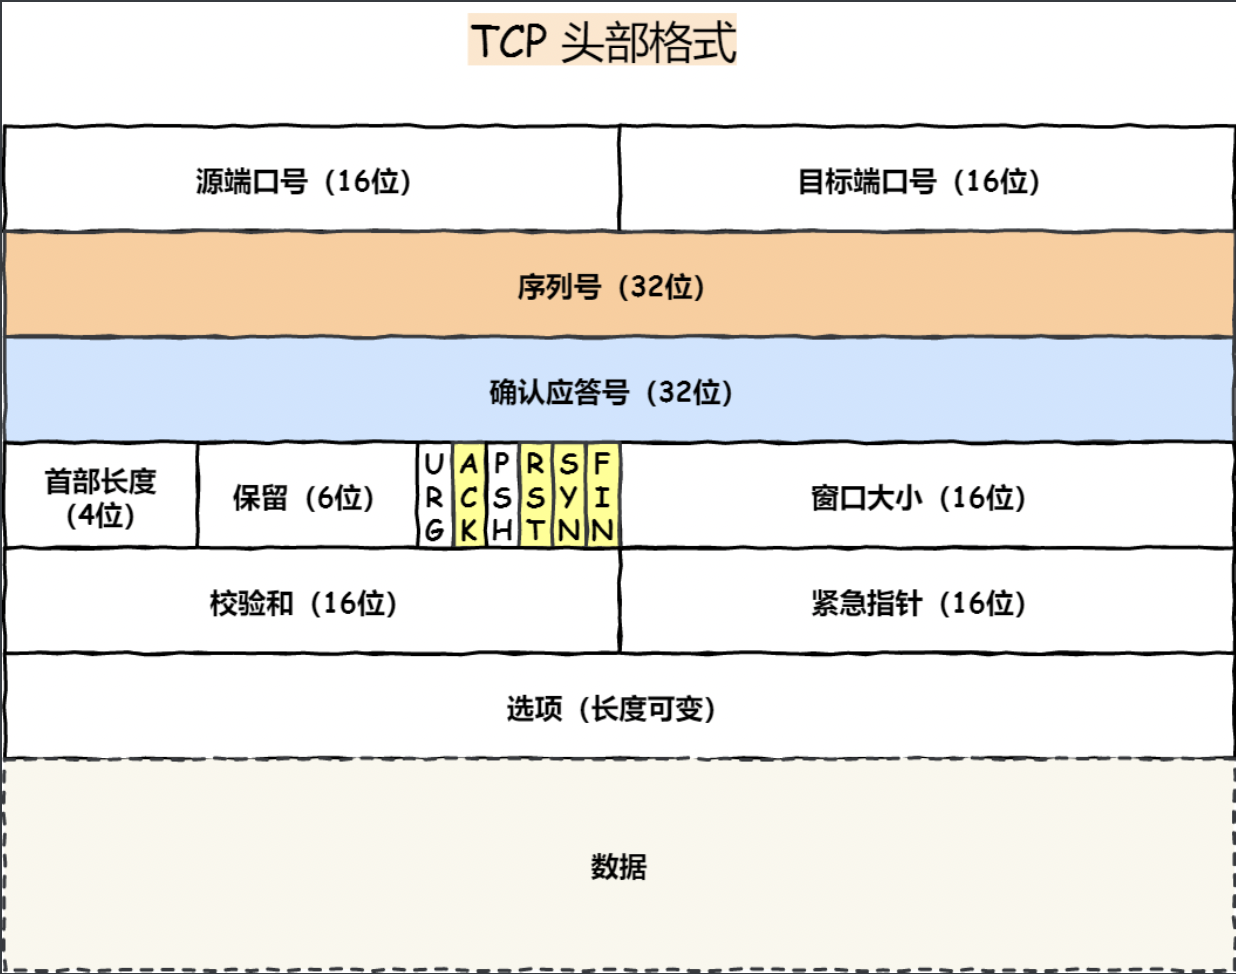 TCP 头部格式
源端口号（16位）
目标端口号（16位）
序列号（32位）
确认应答号（32位）
首部长度
（4位）
保留（6位）
URG
ACK
PSH
RST
SYN
FIN
窗口大小（16位）
校验和（16位）
紧急指针（16位）
选项（长度可变）
数据